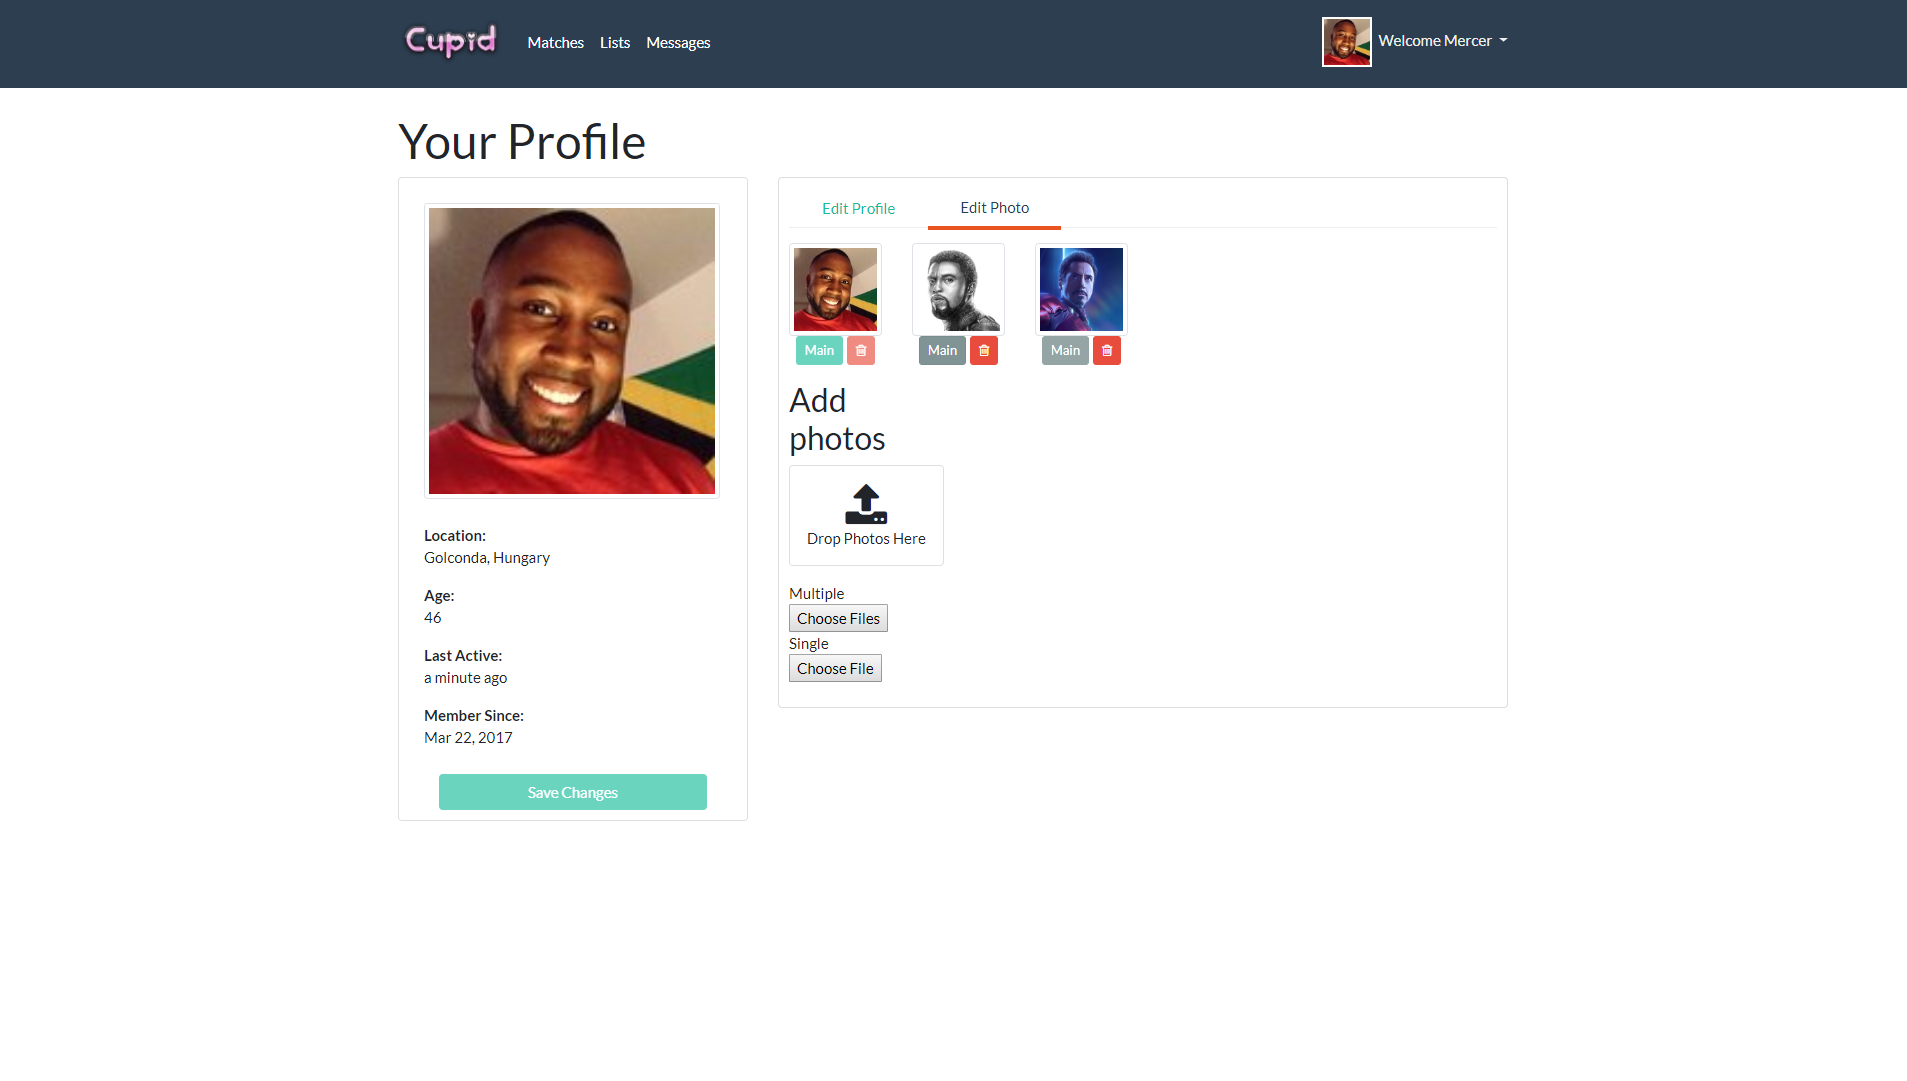 Cupid
Matches Lists Messages
Welcome Mercer
Your Profile
Edit Profile Edit Photo
Main Main Main
Add
photos
Drop Photos Here
Multiple
Choose Files
Single
Choose File
Location:
Golconda, Hungary
Age:
46
Last Active:
a minute ago
Member Since:
Mar 22, 2017
Save Changes